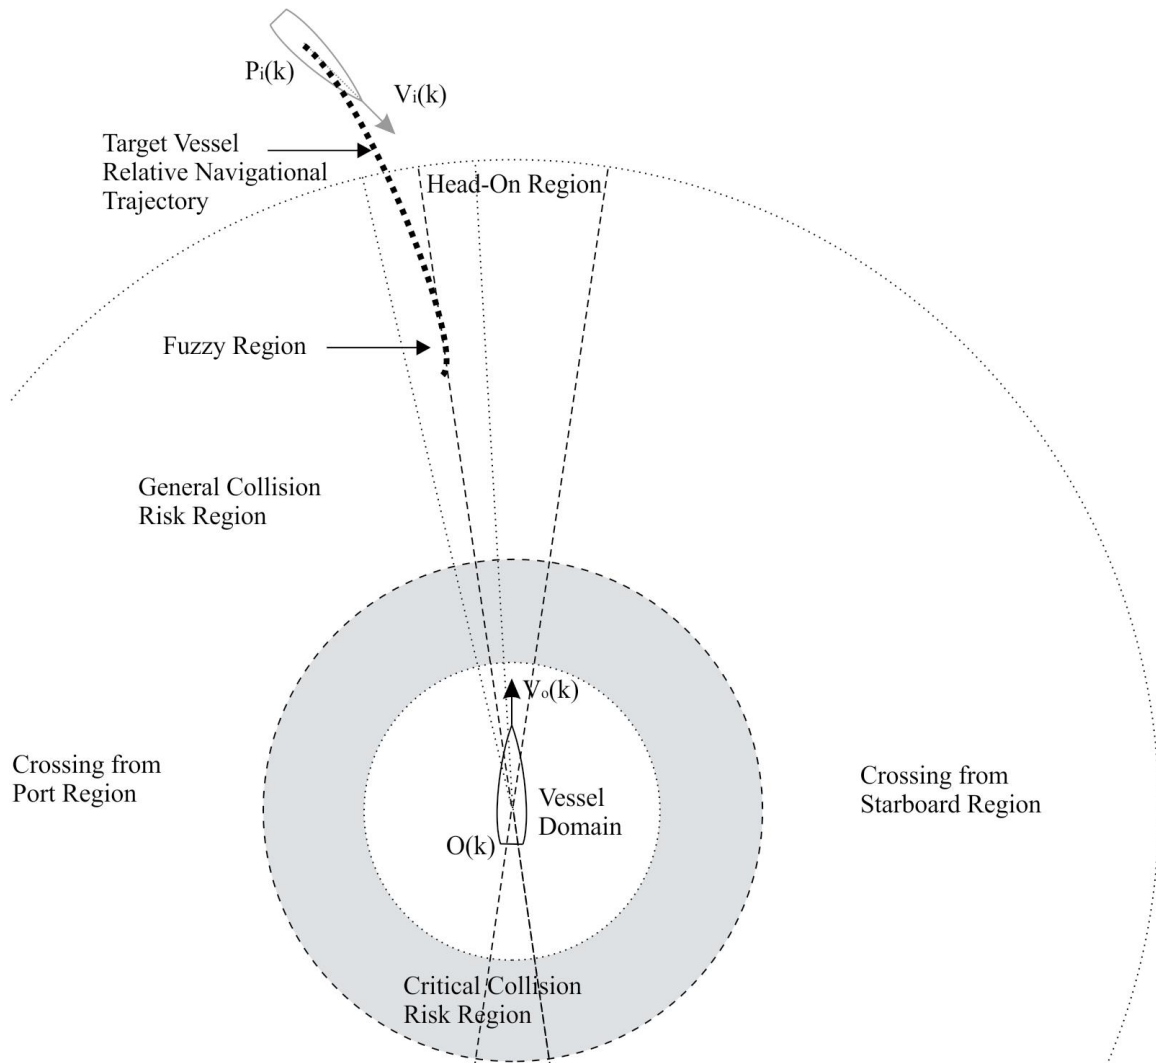 Pi(k)
Vi(k)
Target Vessel
Relative Navigational
Trajectory
Head-On Region
Fuzzy Region
General Collision
Risk Region
Vo(k)
Crossing from
Port Region
Vessel
Domain
Crossing from
Starboard Region
O(k)
Critical Collision
Risk Region